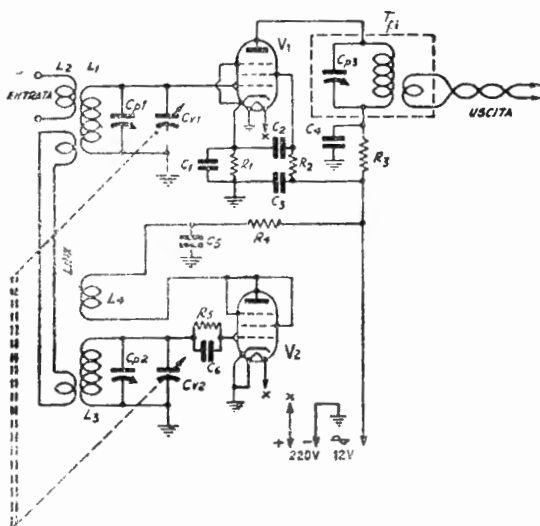 Tfi
L2 L1
V1
ENTRATA
Cp1
Cv1
Cp3
USCITA
x
C2
C4
C1
R1
R2
R3
C3
R4
C5
L4
R5
C6
V2
Cp2
Cv2
x
x
L3
+ - 12V
220V